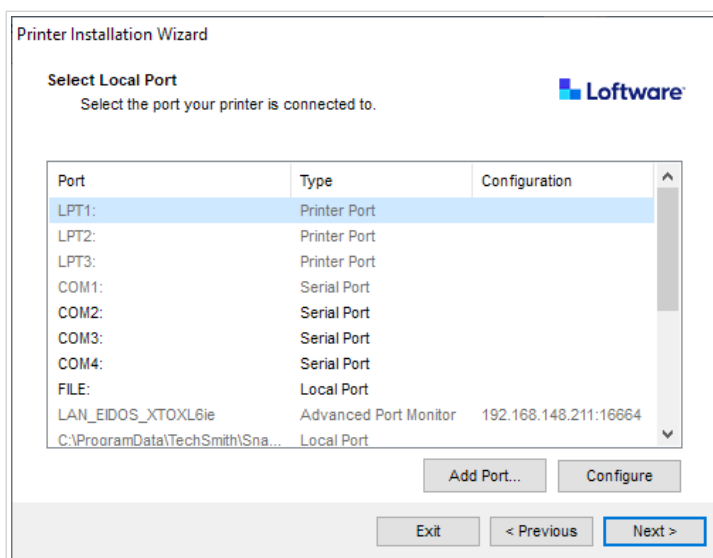 Printer Installation Wizard
Select Local Port
Select the port your printer is connected to.
Loftware
Port Type Configuration
LPT1: Printer Port
LPT2: Printer Port
LPT3: Printer Port
COM1: Serial Port
COM2: Serial Port
COM3: Serial Port
COM4: Serial Port
FILE: Local Port
LAN_EIDOS_XTOXL6ie Advanced Port Monitor 192.168.148.211:16664
C:\ProgramData\TechSmith\Sna... Local Port
Add Port... Configure
Exit < Previous Next >